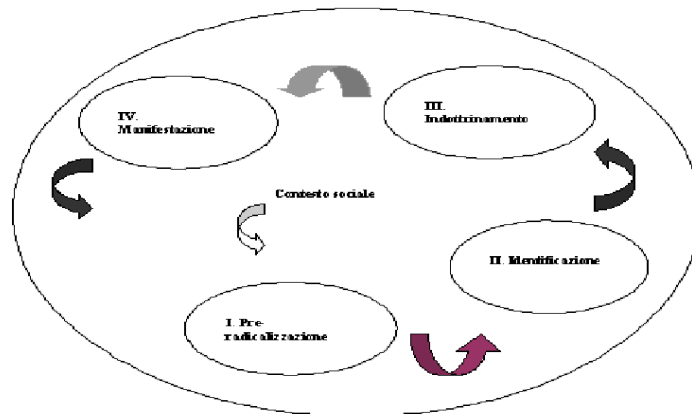 IV.
Manifestazione
III.
Indottrinamento
Contesto sociale
II. Identificazione
I. Pre-
radicalizzazione